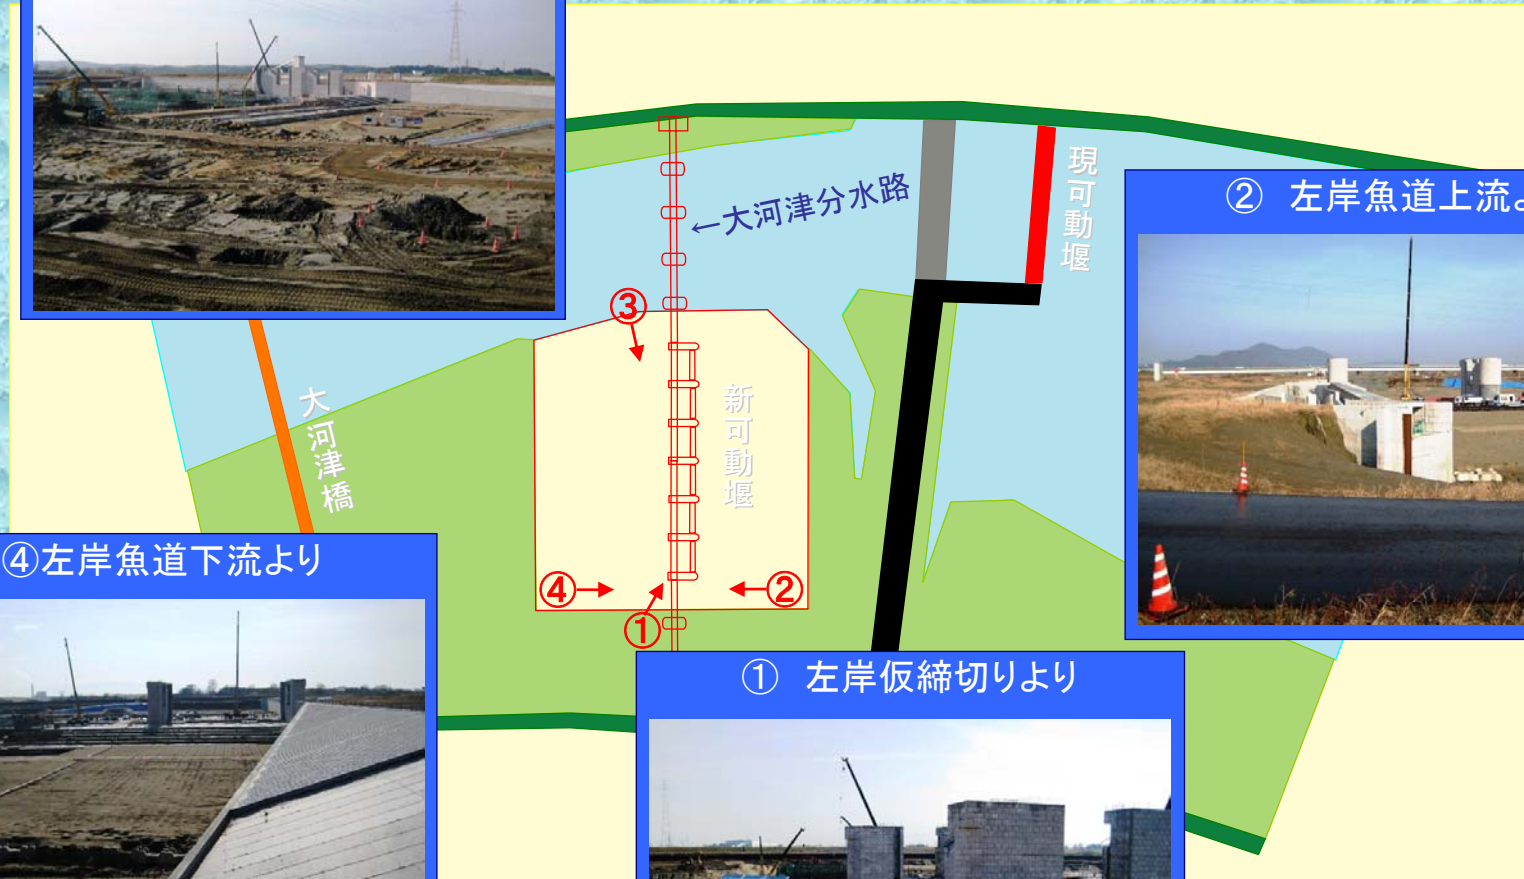 現可動堰
② 左岸魚道上流よ
←大河津分水路
③
新可動堰
大河津橋
④左岸魚道下流より
④
②
①
① 左岸仮締切りより